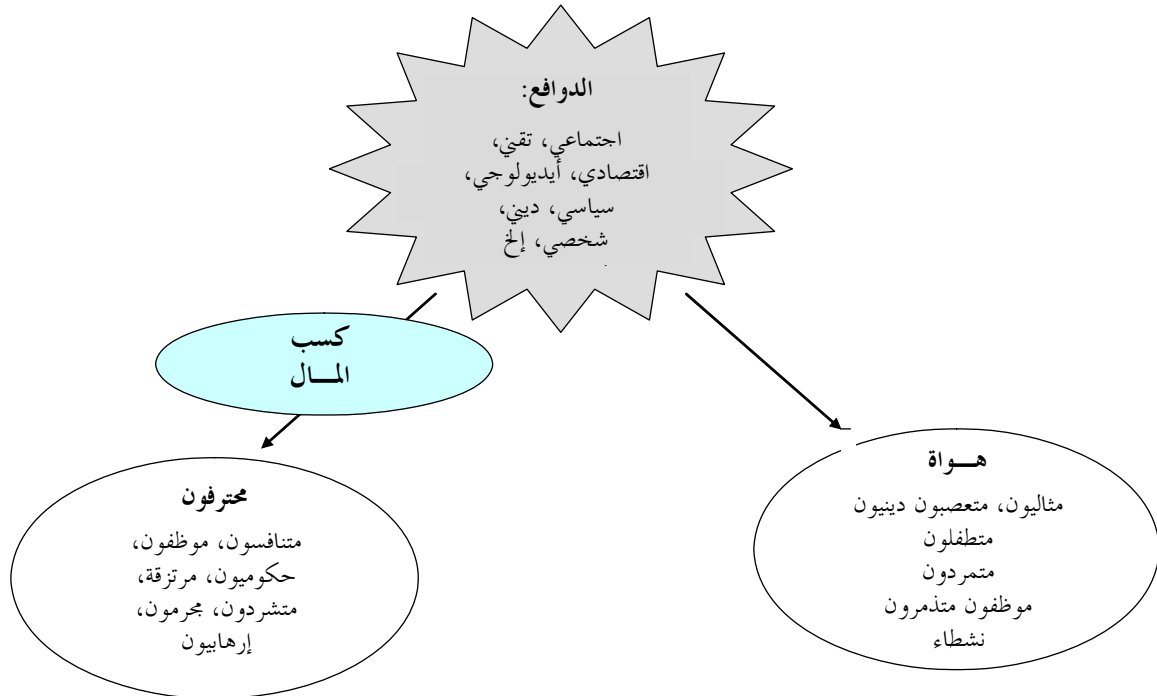 الدوافع:
اجتماعي، تقني،
اقتصادي، أيديولوجي،
سياسي، ديني،
شخصي، إلخ
كسب
المـــال
هـــواة
مثاليون، متعصبون دينيون
متطفلون
متمردون
موظفون متذمرون
نشطاء
محترفون
متنافسون، موظفون،
حكوميون، مرتزقة،
متشردون، مجرمون،
إرهابيون